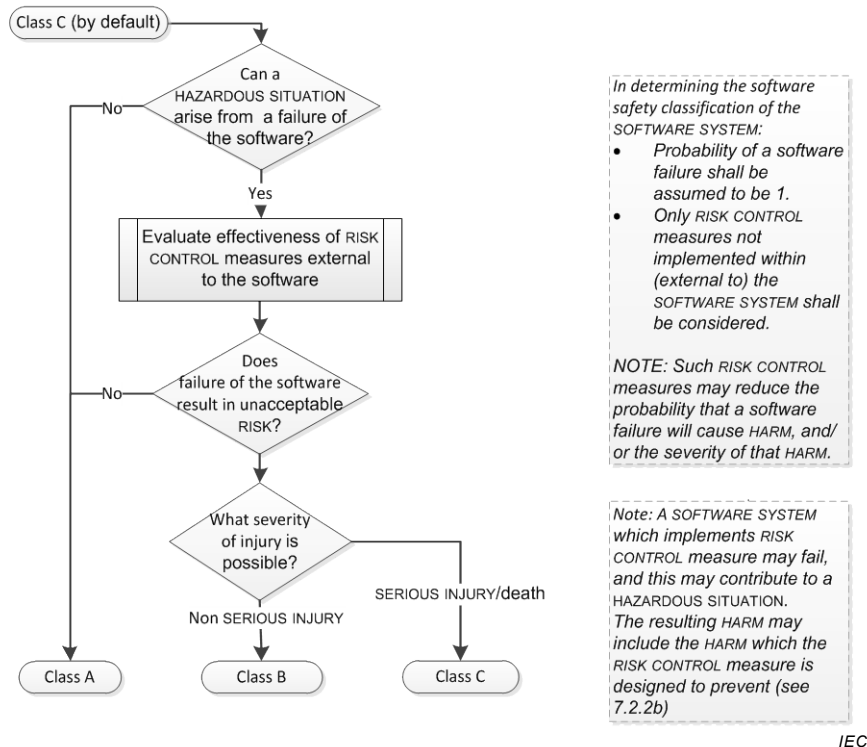 Class C (by default)
Can a
HAZARDOUS SITUATION
arise from a failure of
the software?
No
Yes
Evaluate effectiveness of RISK
CONTROL measures external
to the software
Does
failure of the software
result in unacceptable
RISK?
No
What severity
of injury is
possible?
SERIOUS INJURY/death
Non SERIOUS INJURY
Class A
Class B
Class C
In determining the software
safety classification of the
SOFTWARE SYSTEM:
• Probability of a software
failure shall be
assumed to be 1.
• Only RISK CONTROL
measures not
implemented within
(external to) the
SOFTWARE SYSTEM shall
be considered.
NOTE: Such RISK CONTROL
measures may reduce the
probability that a software
failure will cause HARM, and/
or the severity of that HARM.
Note: A SOFTWARE SYSTEM
which implements RISK
CONTROL measure may fail,
and this may contribute to a
HAZARDOUS SITUATION.
The resulting HARM may
include the HARM which the
RISK CONTROL measure is
designed to prevent (see
7.2.2b)
IEC